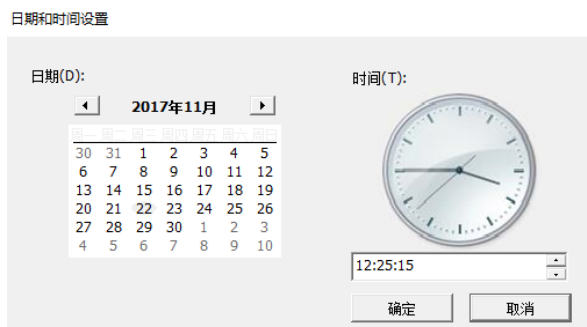 日期和时间设置
日期(D):
时间(T):
2017年11月
周一 周二 周三 周四 周五 周六 周日
30 31 1 2 3 4 5
6 7 8 9 10 11 12
13 14 15 16 17 18 19
20 21 22 23 24 25 26
27 28 29 30 1 2 3
4 5 6 7 8 9 10
12:25:15
确定 取消